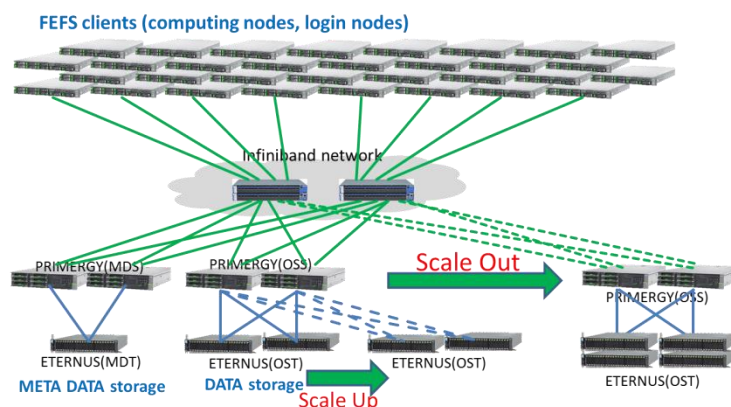 FEFS clients (computing nodes, login nodes)
Infiniband network
PRIMERGY(MDS)
PRIMERGY(OSS)
Scale Out
PRIMERGY(OSS)
ETERNUS(MDT)
ETERNUS(OST)
ETERNUS(OST)
ETERNUS(OST)
META DATA storage
DATA storage
Scale Up